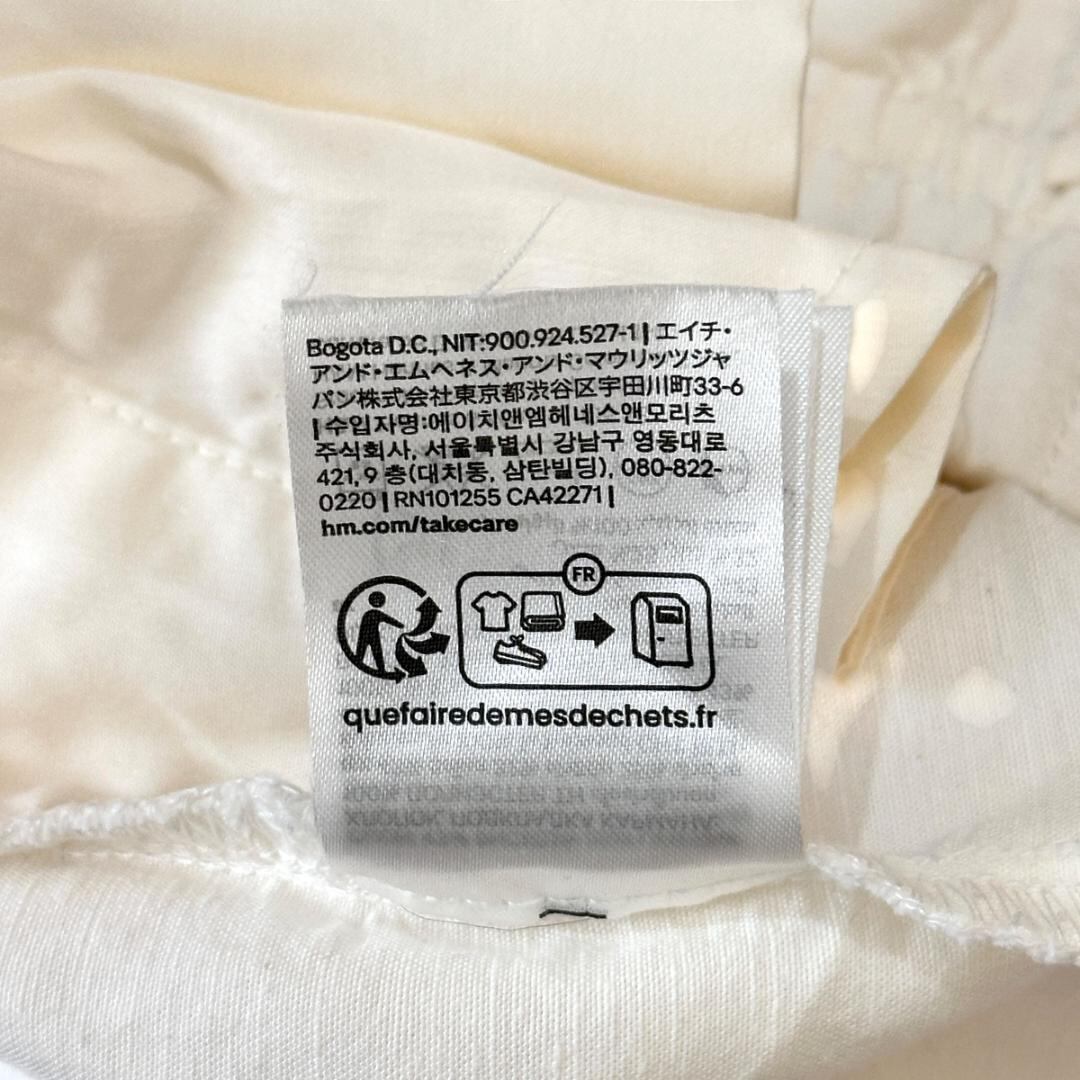 Bogota D.C., NIT:900.924.527-1 | エイチ・
アンド・エムヘネス・アンド・マウリッツジャ
パン株式会社東京都渋谷区宇田川町33-6
| 수입자명:에이치앤엠헤네스앤모리츠
주식회사, 서울특별시 강남구 영동대로
421, 9 층(대치동, 삼탄빌딩), 080-822-
0220 | RN101255 CA42271 |
hm.com/takecare
FR
quefairedemesdechets.fr